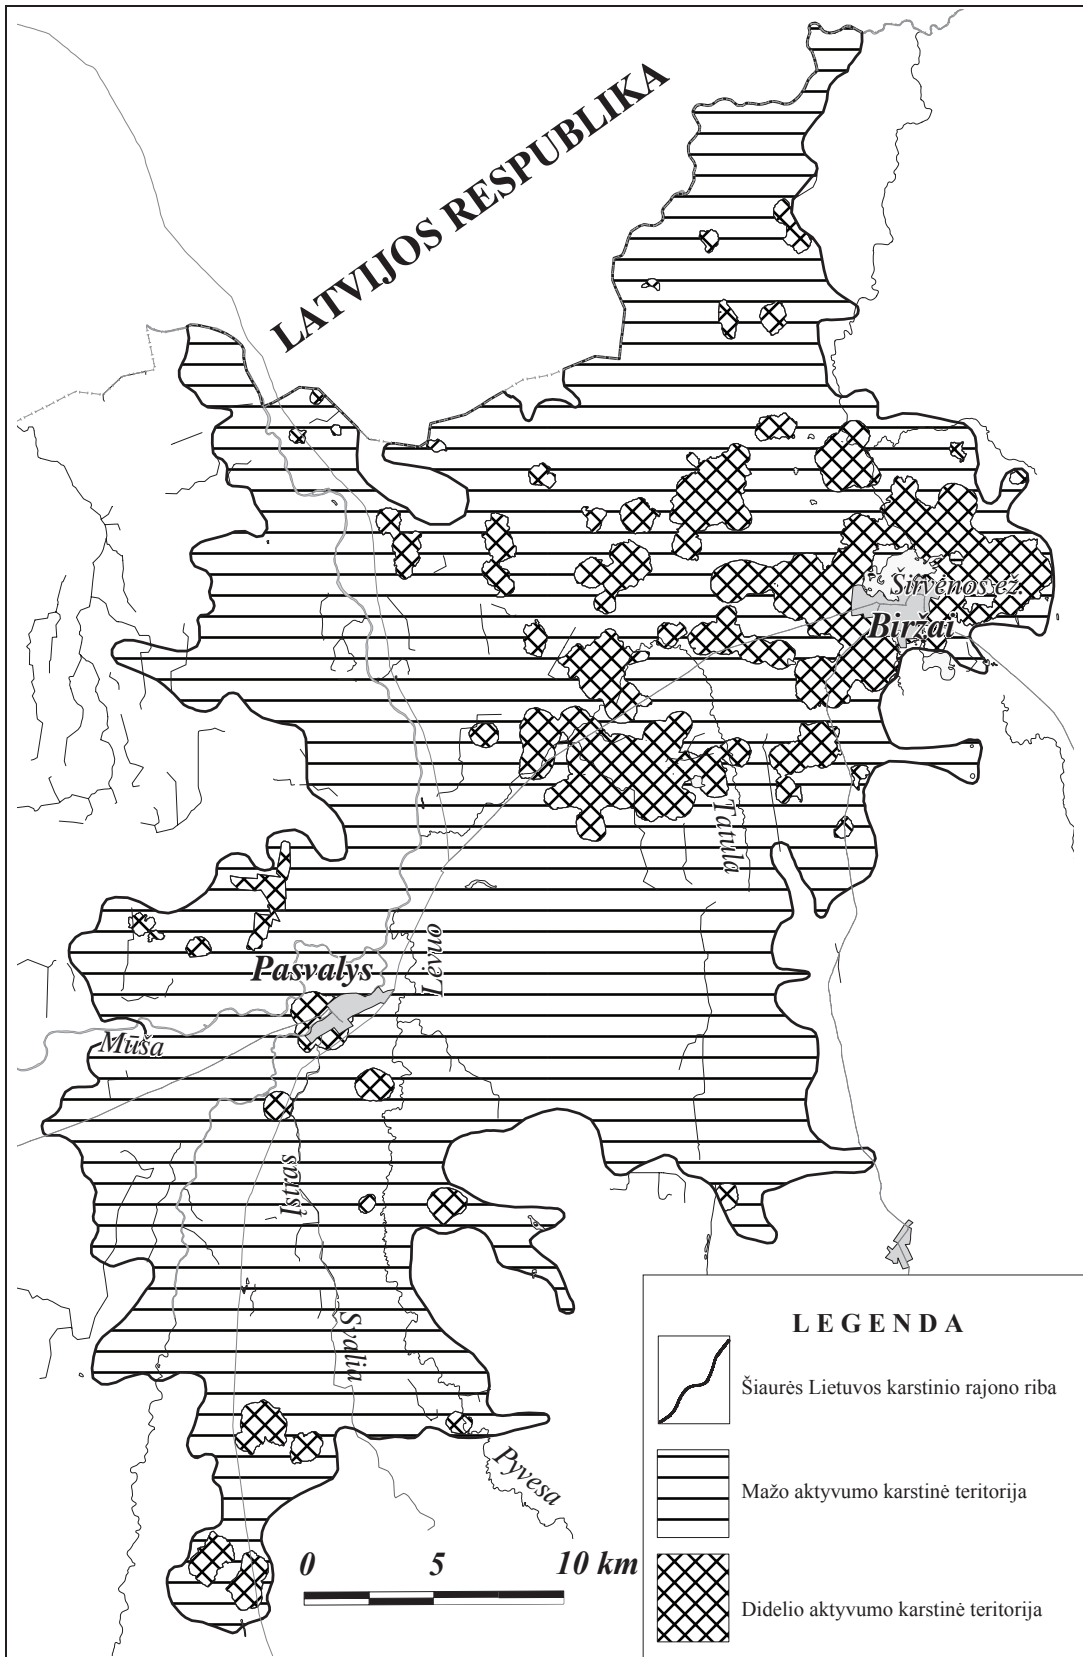 LATVIJOS RESPUBLIKA
Širvėnos ež.
Biržai
Tatula
Pasvalys
Lėvuo
Mūša
Įstras
Svalia
Pyvesa
0 5 10 km
LEGENDA
Šiaurės Lietuvos karstinio rajono riba
Mažo aktyvumo karstinė teritorija
Didelio aktyvumo karstinė teritorija